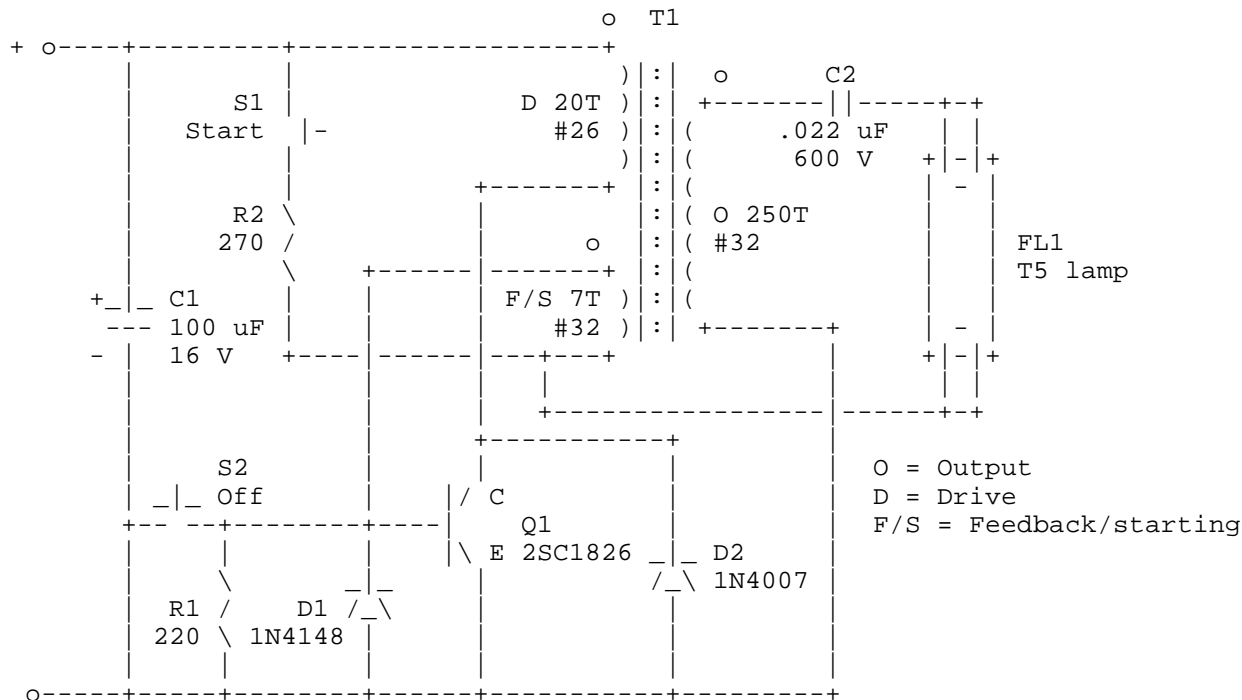 o T1
+ o
o C2
S1 D 20T
Start #26 .022 uF
600 V
R2 O 250T
270 o #32 FL1
T5 lamp
+ C1 F/S 7T
100 uF #32
- 16 V
S2 O = Output
Off C D = Drive
Q1 F/S = Feedback/starting
E 2SC1826 D2
1N4007
R1 D1
220 1N4148
o